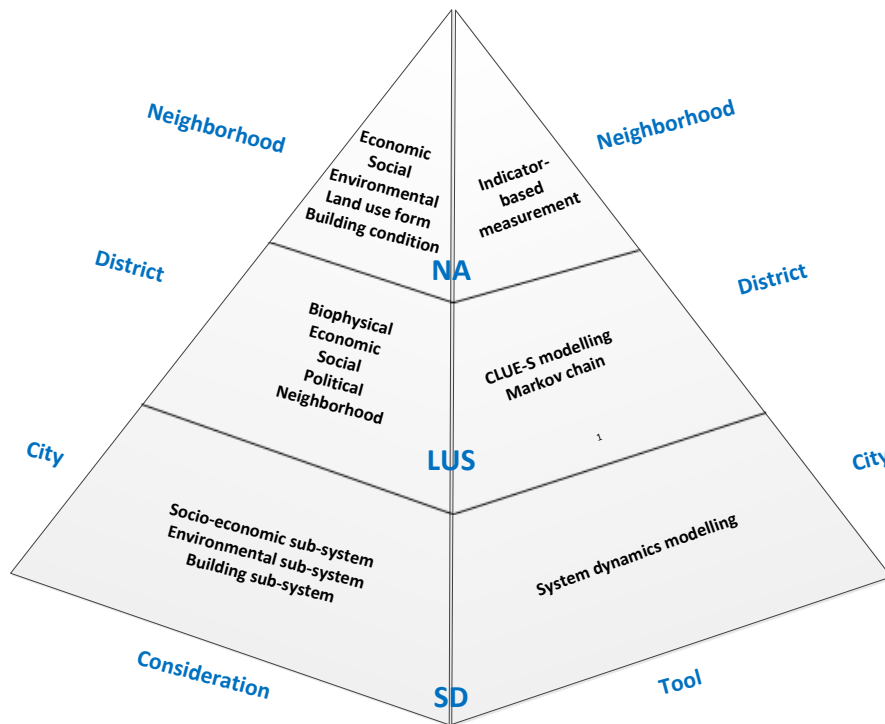 Neighborhood
Neighborhood
Economic
Social
Environmental
Land use form
Building condition
Indicator-
based
measurement
NA
District
District
Biophysical
Economic
Social
Political
Neighborhood
CLUE-S modelling
Markov chain
1
LUS
City
City
Socio-economic sub-system
Environmental sub-system
Building sub-system
System dynamics modelling
Consideration
Tool
SD